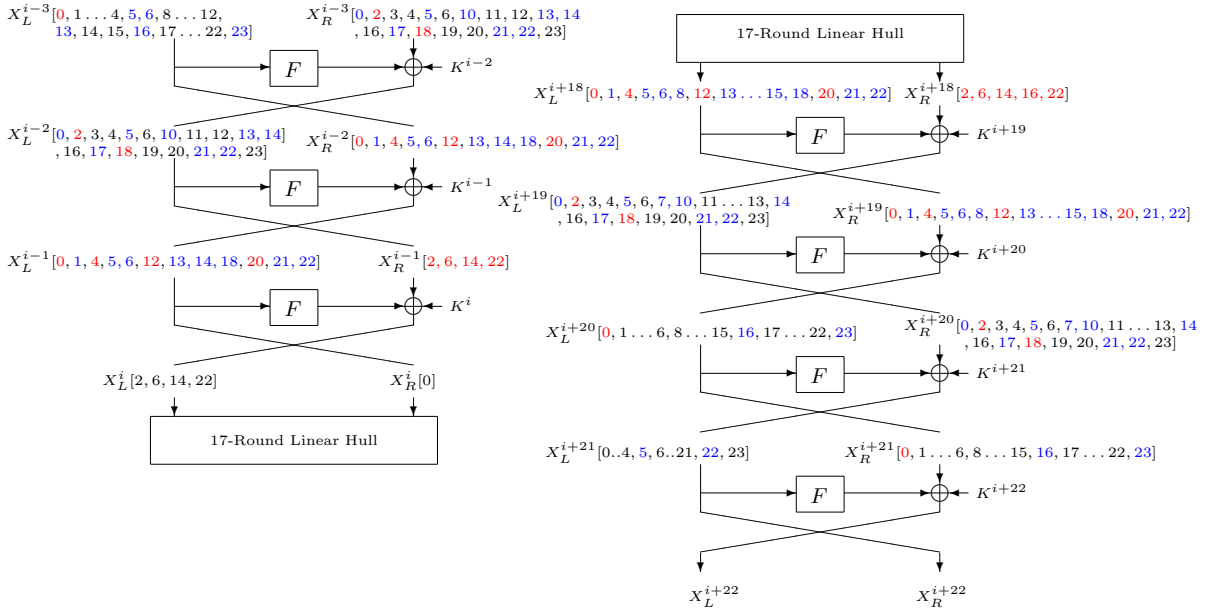 X_L^{i-3}[0, 1 . . . 4, 5, 6, 8 . . . 12,
13, 14, 15, 16, 17 . . . 22, 23]
X_R^{i-3}[0, 2, 3, 4, 5, 6, 10, 11, 12, 13, 14
, 16, 17, 18, 19, 20, 21, 22, 23]
F
K^{i-2}
X_L^{i-2}[0, 2, 3, 4, 5, 6, 10, 11, 12, 13, 14]
, 16, 17, 18, 19, 20, 21, 22, 23]
X_R^{i-2}[0, 1, 4, 5, 6, 12, 13, 14, 18, 20, 21, 22]
F
K^{i-1}
X_L^{i-1}[0, 1, 4, 5, 6, 12, 13, 14, 18, 20, 21, 22]
X_R^{i-1}[2, 6, 14, 22]
F
K^i
X_L^i[2, 6, 14, 22]
X_R^i[0]
17-Round Linear Hull
17-Round Linear Hull
X_L^{i+18}[0, 1, 4, 5, 6, 8, 12, 13 . . . 15, 18, 20, 21, 22]
X_R^{i+18}[2, 6, 14, 16, 22]
F
K^{i+19}
X_L^{i+19}[0, 2, 3, 4, 5, 6, 7, 10, 11 . . . 13, 14
, 16, 17, 18, 19, 20, 21, 22, 23]
X_R^{i+19}[0, 1, 4, 5, 6, 8, 12, 13 . . . 15, 18, 20, 21, 22]
F
K^{i+20}
X_L^{i+20}[0, 1 . . . 6, 8 . . . 15, 16, 17 . . . 22, 23]
X_R^{i+20}[0, 2, 3, 4, 5, 6, 7, 10, 11 . . . 13, 14
, 16, 17, 18, 19, 20, 21, 22, 23]
F
K^{i+21}
X_L^{i+21}[0..4, 5, 6..21, 22, 23]
X_R^{i+21}[0, 1 . . . 6, 8 . . . 15, 16, 17 . . . 22, 23]
F
K^{i+22}
X_L^{i+22}
X_R^{i+22}